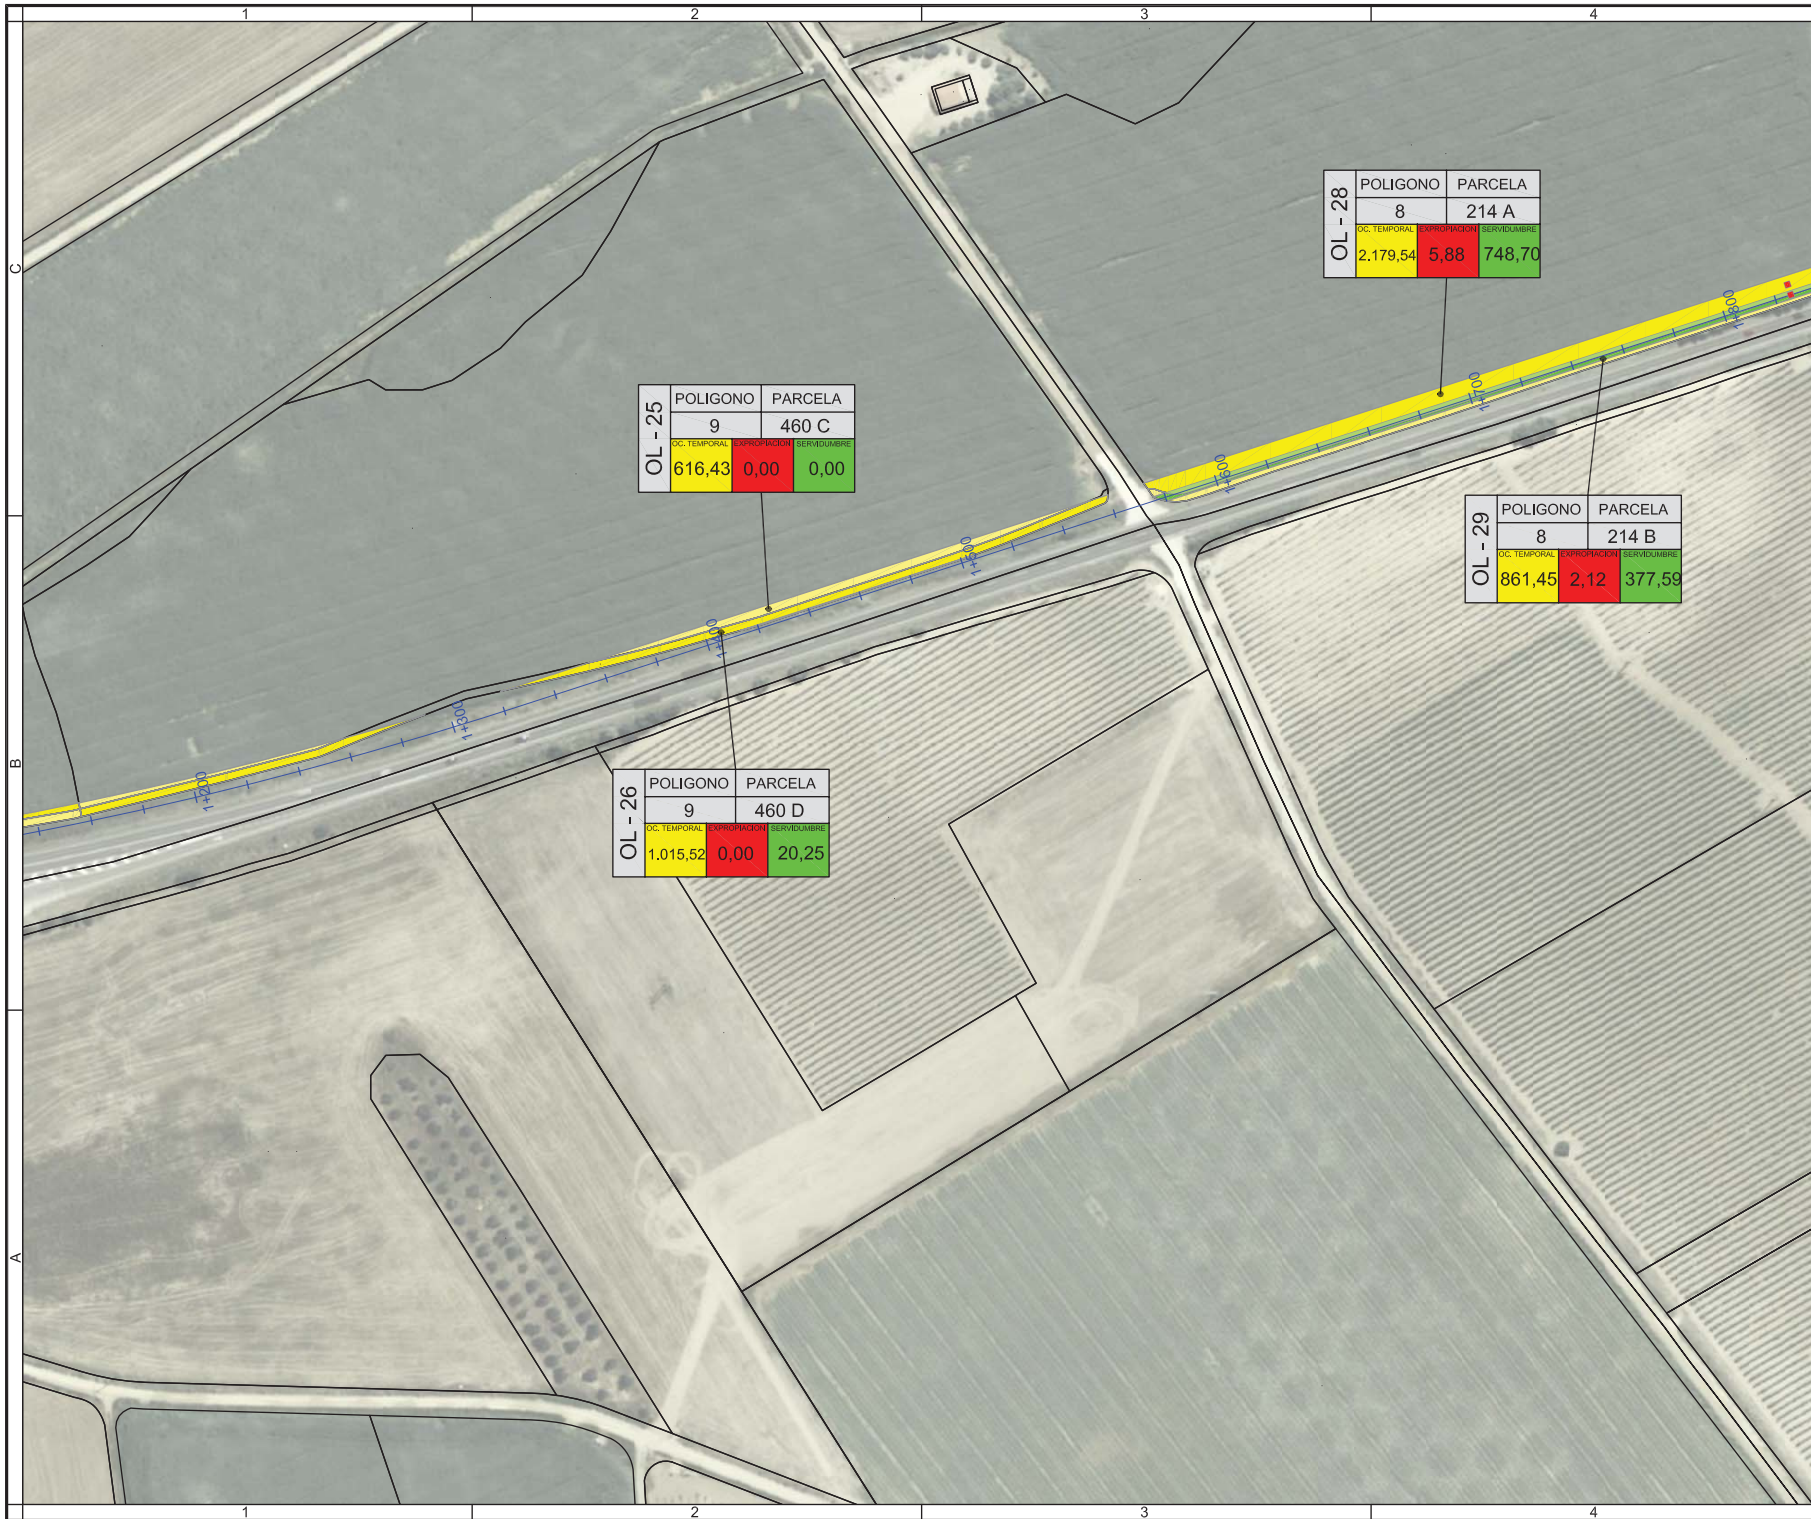 1 2 3 4
C
B
A
OL - 28
POLIGONO PARCELA
8 214 A
OC. TEMPORAL EXPROPIACIÓN SERVIDUMBRE
2.179,54 5,88 748,70
OL - 25
POLIGONO PARCELA
9 460 C
OC. TEMPORAL EXPROPIACIÓN SERVIDUMBRE
616,43 0,00 0,00
OL - 29
POLIGONO PARCELA
8 214 B
OC. TEMPORAL EXPROPIACIÓN SERVIDUMBRE
861,45 2,12 377,59
OL - 26
POLIGONO PARCELA
9 460 D
OC. TEMPORAL EXPROPIACIÓN SERVIDUMBRE
1.015,52 0,00 20,25
1+200
1+300
1+400
1+500
1+600
1+700
1+800
1 2 3 4